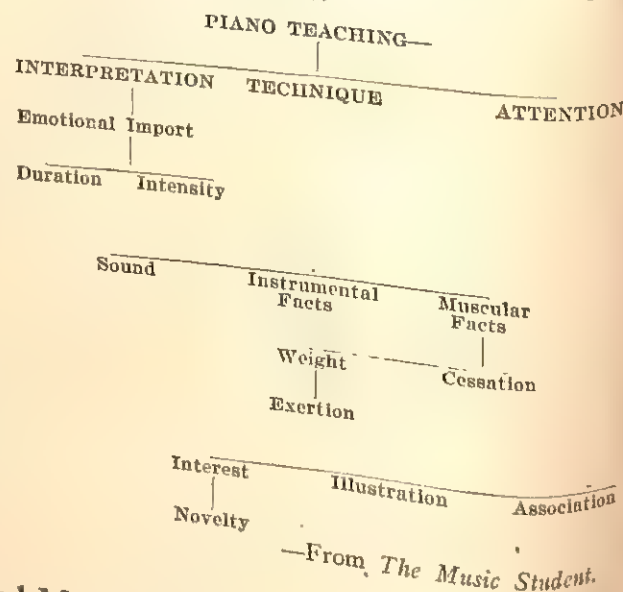 PIANO TEACHING—
INTERPRETATION TECHNIQUE ATTENTION
Emotional Import
Duration Intensity
Sound Instrumental Facts Muscular Facts
Weight Cessation
Exertion
Interest Illustration Association
Novelty
—From The Music Student.